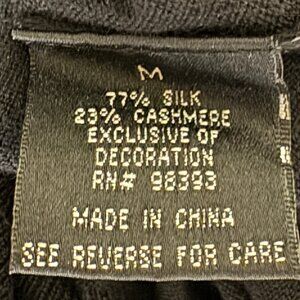 M
77% SILK
23% CASHMERE
EXCLUSIVE OF
DECORATION
RN# 98393
MADE IN CHINA
SEE REVERSE FOR CARE